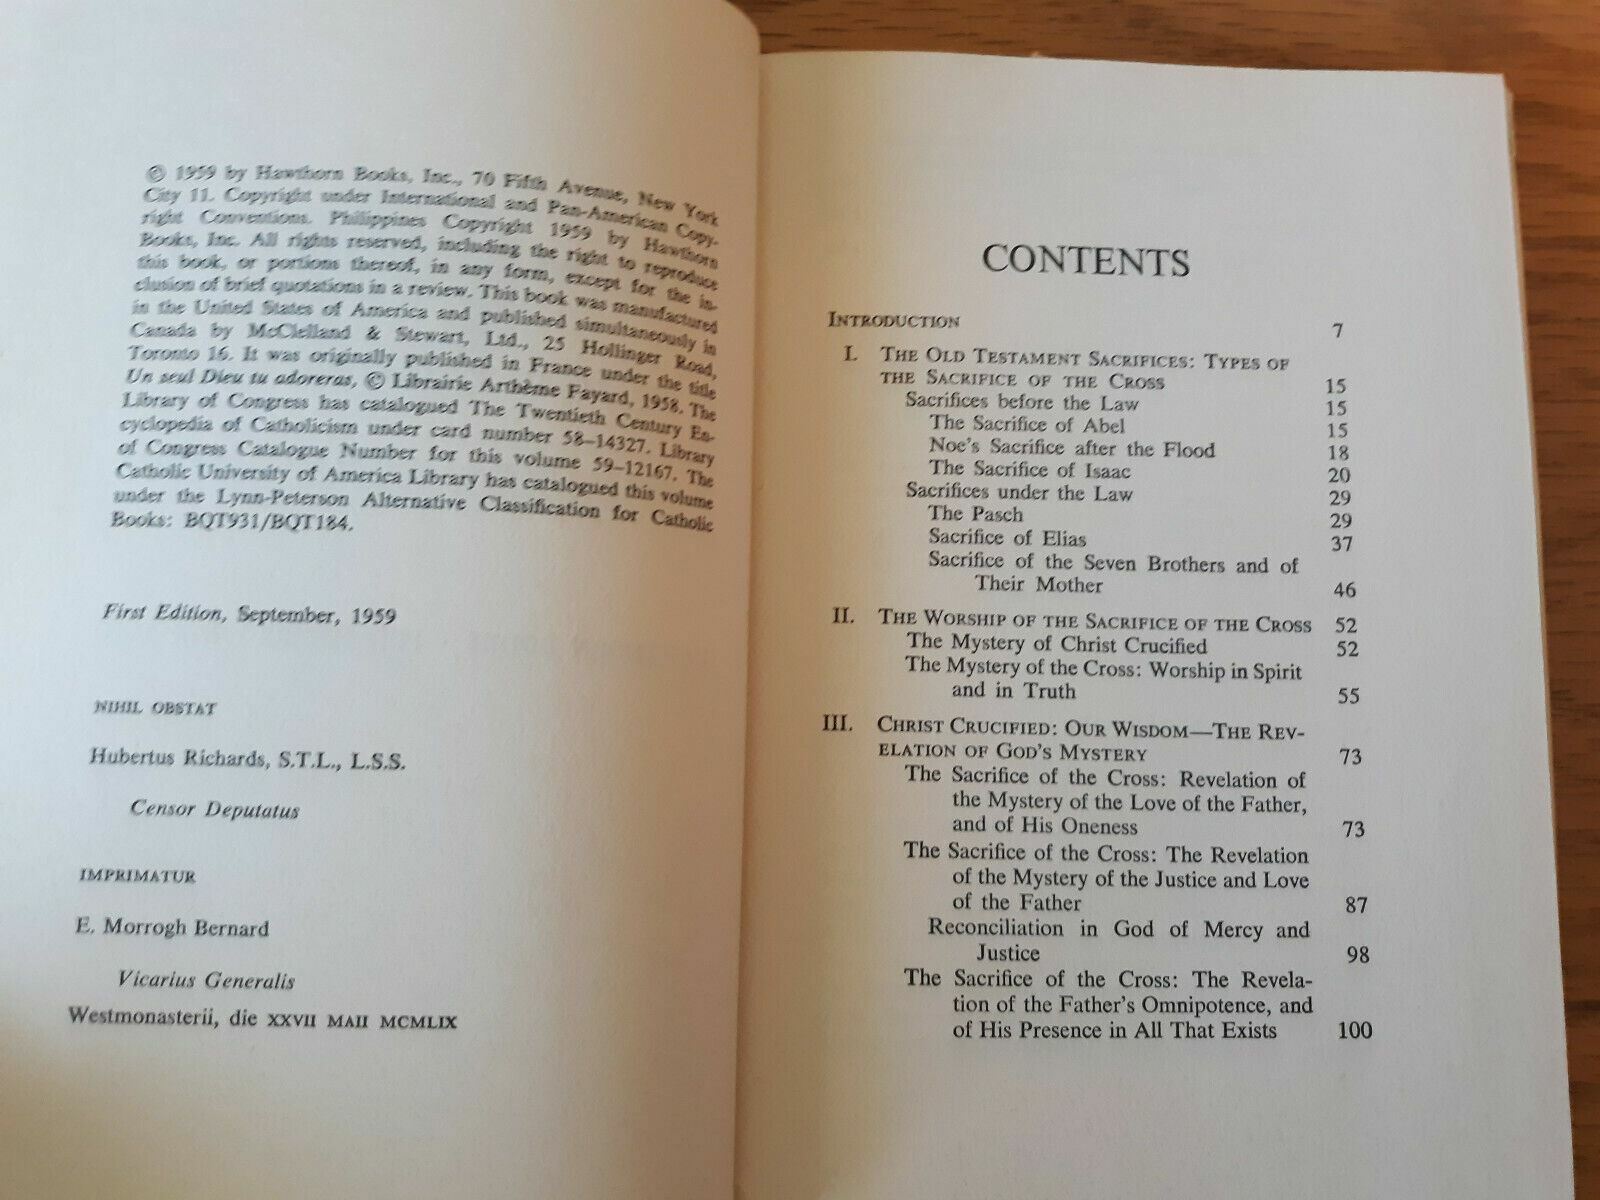 © 1959 by Hawthorn Books, Inc., 70 Fifth Avenue, New York
City 11. Copyright under International and Pan-American Copy-
right Conventions. Philippines Copyright 1959 by Hawthorn
Books, Inc. All rights reserved, including the right to reproduce
this book, or portions thereof, in any form, except for the in-
clusion of brief quotations in a review. This book was manufactured
in the United States of America and published simultaneously in
Canada by McClelland & Stewart, Ltd., 25 Hollinger Road,
Toronto 16. It was originally published in France under the title
Un seul Dieu tu adoreras, © Librairie Arthème Fayard, 1958. The
Library of Congress has catalogued The Twentieth Century En-
cyclopedia of Catholicism under card number 58-14327. Library
of Congress Catalogue Number for this volume 59-12167. The
Catholic University of America Library has catalogued this volume
under the Lynn-Peterson Alternative Classification for Catholic
Books: BQT931/BQT184.
First Edition, September, 1959
NIHIL OBSTAT
Hubertus Richards, S.T.L., L.S.S.
Censor Deputatus
IMPRIMATUR
E. Morrogh Bernard
Vicarius Generalis
Westmonasterii, die XXVII MAII MCMLIX
CONTENTS
INTRODUCTION 7
I. THE OLD TESTAMENT SACRIFICES: TYPES OF
THE SACRIFICE OF THE CROSS 15
Sacrifices before the Law 15
The Sacrifice of Abel 15
Noe's Sacrifice after the Flood 18
The Sacrifice of Isaac 20
Sacrifices under the Law 29
The Pasch 29
Sacrifice of Elias 37
Sacrifice of the Seven Brothers and of
Their Mother 46
II. THE WORSHIP OF THE SACRIFICE OF THE CROSS 52
The Mystery of Christ Crucified 52
The Mystery of the Cross: Worship in Spirit
and in Truth 55
III. CHRIST CRUCIFIED: OUR WISDOM—THE REV-
ELATION OF GOD'S MYSTERY 73
The Sacrifice of the Cross: Revelation of
the Mystery of the Love of the Father,
and of His Oneness 73
The Sacrifice of the Cross: The Revelation
of the Mystery of the Justice and Love
of the Father 87
Reconciliation in God of Mercy and
Justice 98
The Sacrifice of the Cross: The Revela-
tion of the Father's Omnipotence, and
of His Presence in All That Exists 100